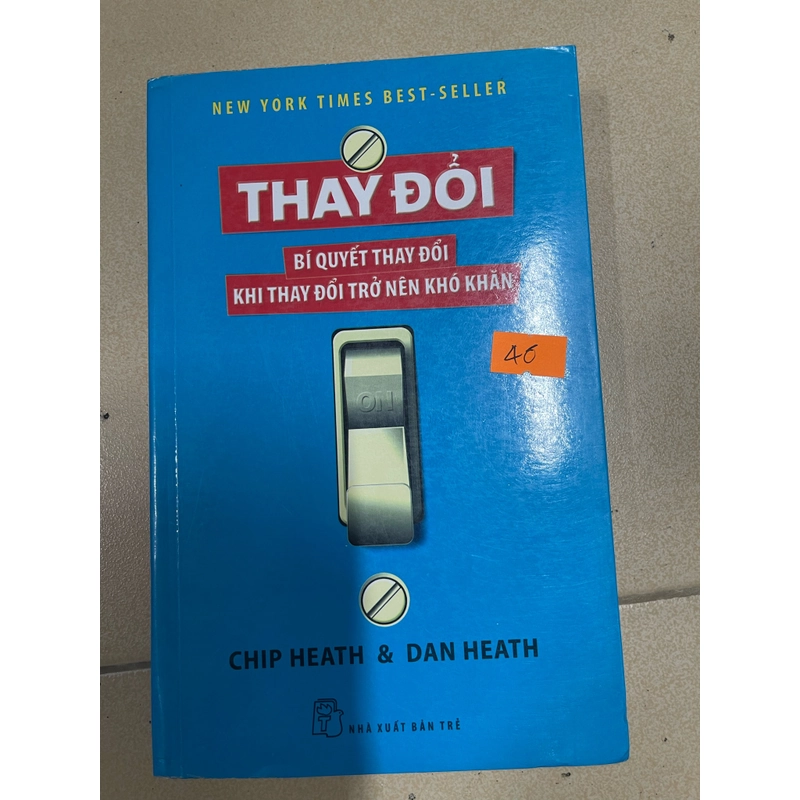 NEW YORK TIMES BEST-SELLER
THAY ĐỔI
BÍ QUYẾT THAY ĐỔI
KHI THAY ĐỔI TRỞ NÊN KHÓ KHĂN
46
ON
CHIP HEATH & DAN HEATH
NHÀ XUẤT BẢN TRẺ